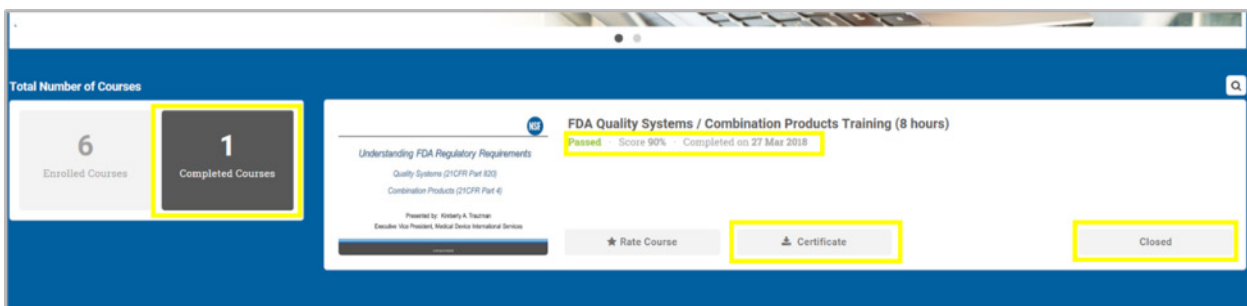 Total Number of Courses
6
Enrolled Courses
1
Completed Courses
NSF
Understanding FDA Regulatory Requirements
Quality Systems (21CFR Part 820)
Combination Products (21CFR Part 4)
Presented by: Kimberly A. Trautman
Executive Vice President, Medical Device International Services
FDA Quality Systems / Combination Products Training (8 hours)
Passed · Score 90% · Completed on 27 Mar 2018
Rate Course
Certificate
Closed